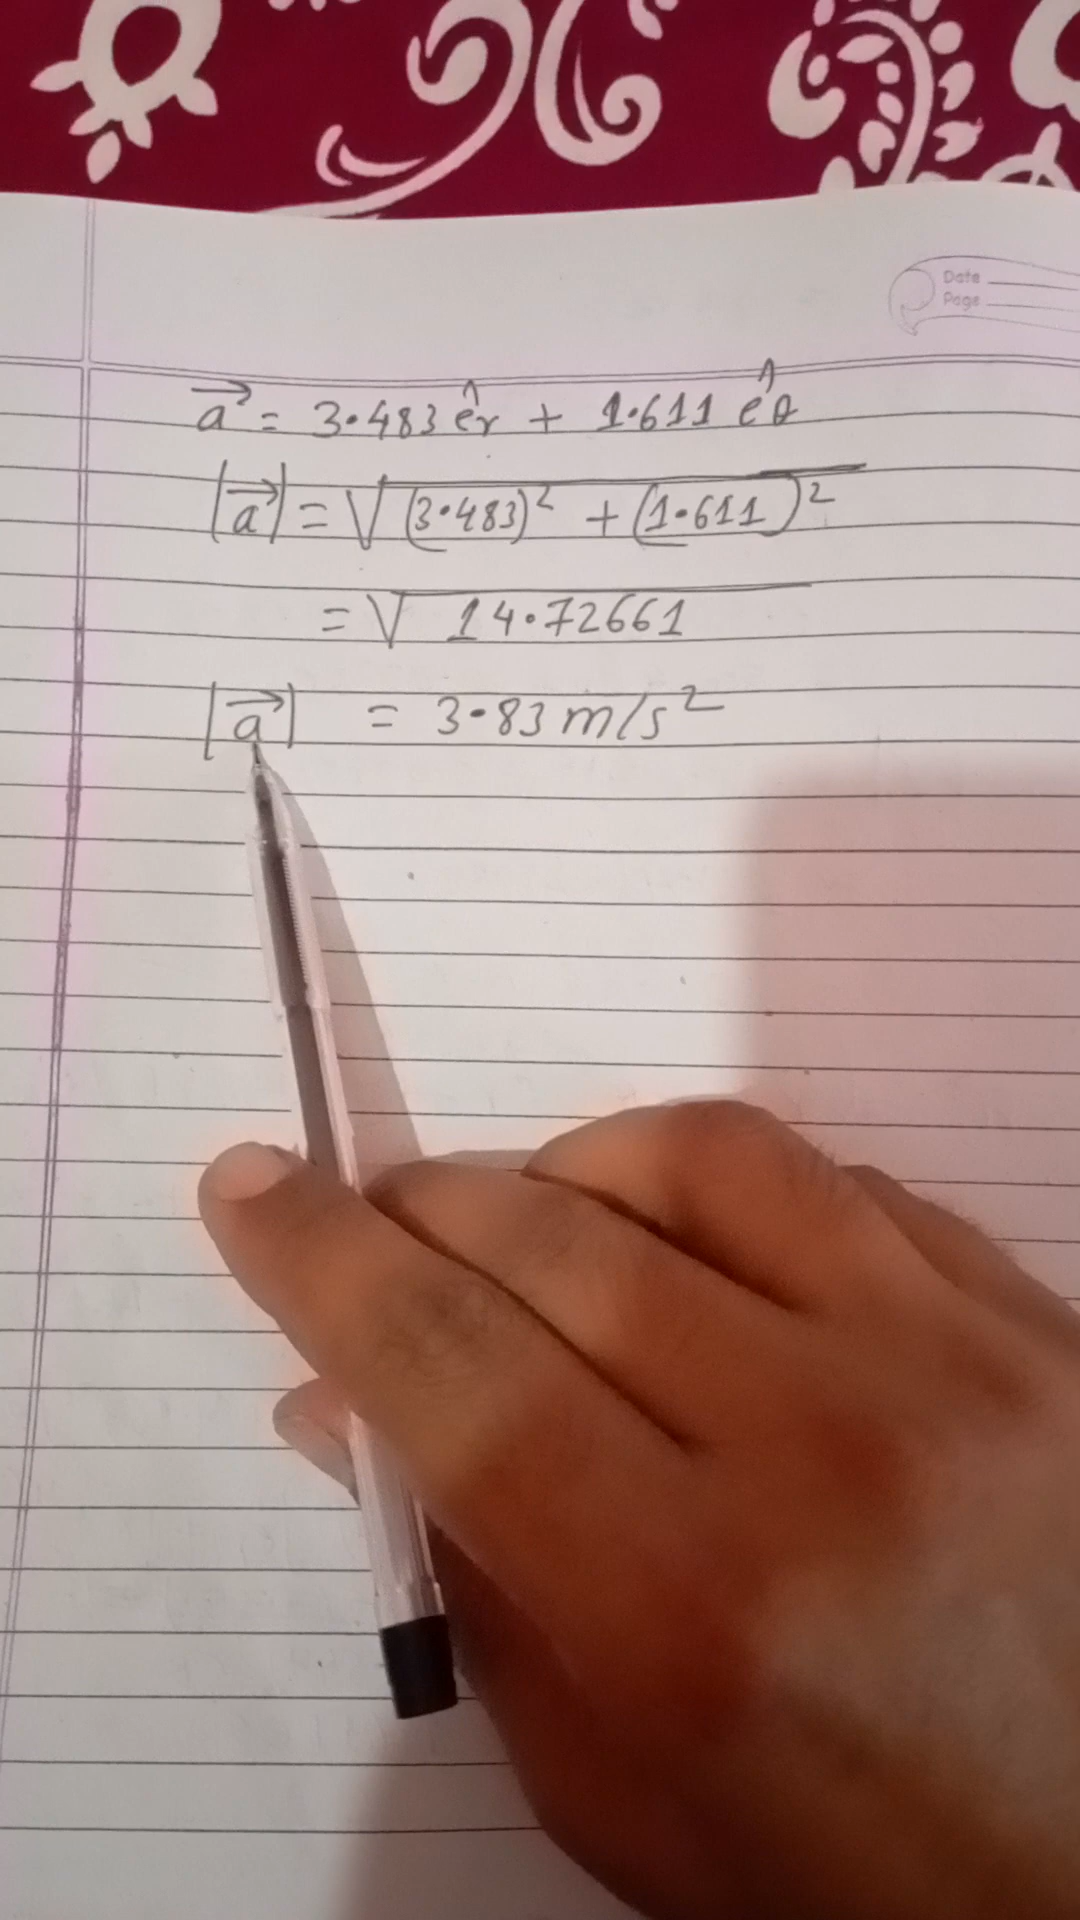 Date
Page
a⃗ = 3.483 êr + 1.611 êθ
|a⃗| = √(3.483)² + (1.611)²
= √14.72661
|a⃗| = 3.83 m/s²